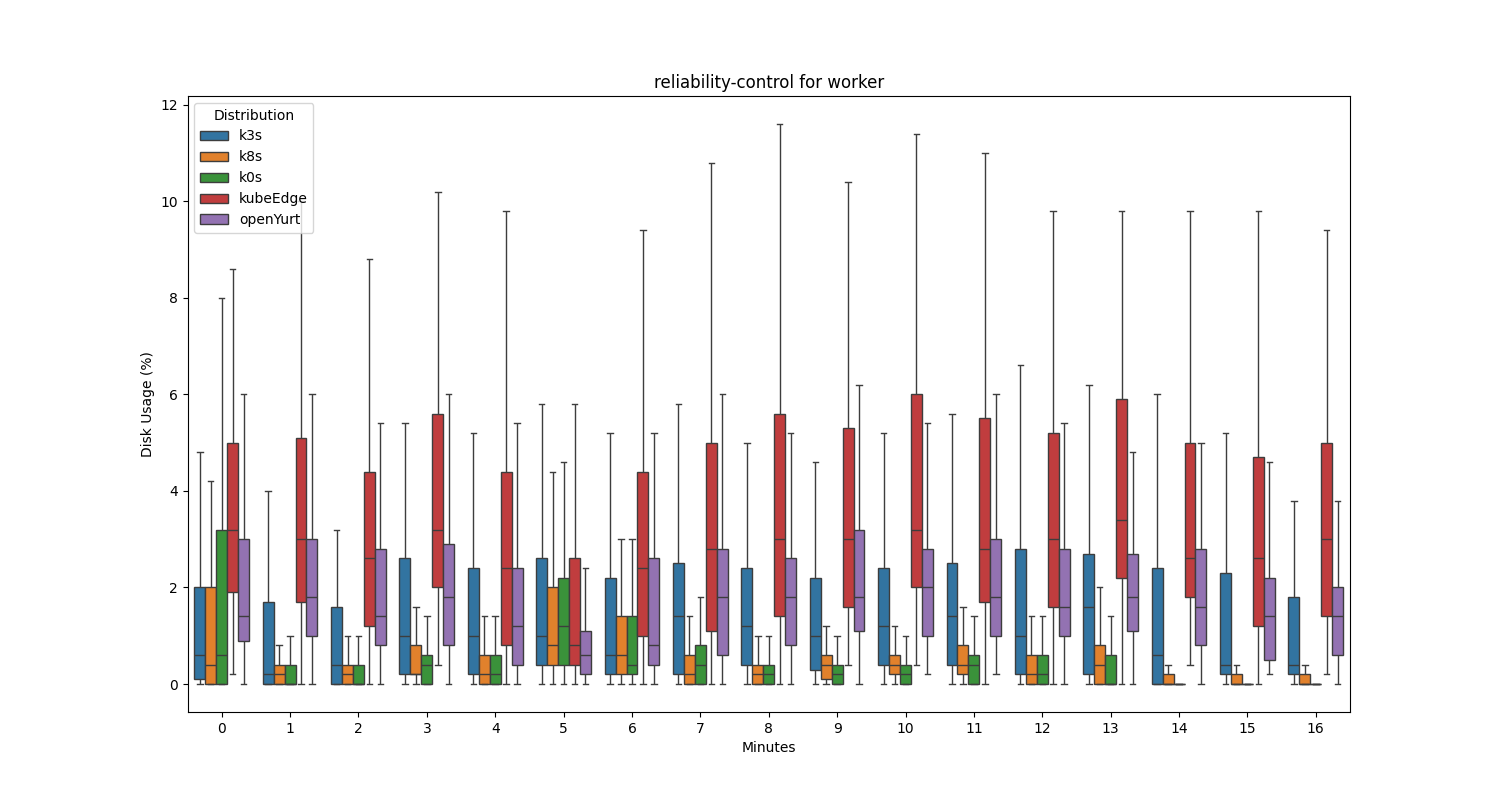 reliability-control for worker
Distribution
k3s
k8s
k0s
kubeEdge
openYurt
12
10
8
6
4
2
0
Disk Usage (%)
0 1 2 3 4 5 6 7 8 9 10 11 12 13 14 15 16
Minutes